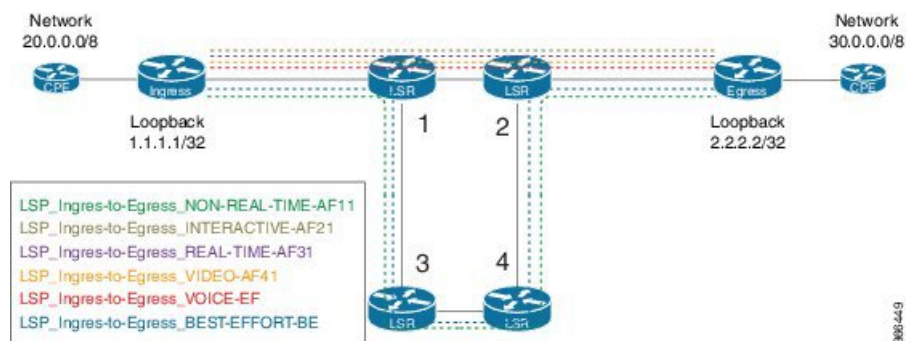 Network
20.0.0.0/8
Network
30.0.0.0/8
CPE
Ingress
LSR
LSR
Egress
CPE
Loopback
1.1.1.1/32
1
2
Loopback
2.2.2.2/32
LSP_Ingres-to-Egress_NON-REAL-TIME-AF11
LSP_Ingres-to-Egress_INTERACTIVE-AF21
LSP_Ingres-to-Egress_REAL-TIME-AF31
LSP_Ingres-to-Egress_VIDEO-AF41
LSP_Ingres-to-Egress_VOICE-EF
LSP_Ingres-to-Egress_BEST-EFFORT-BE
3
4
LSR
LSR